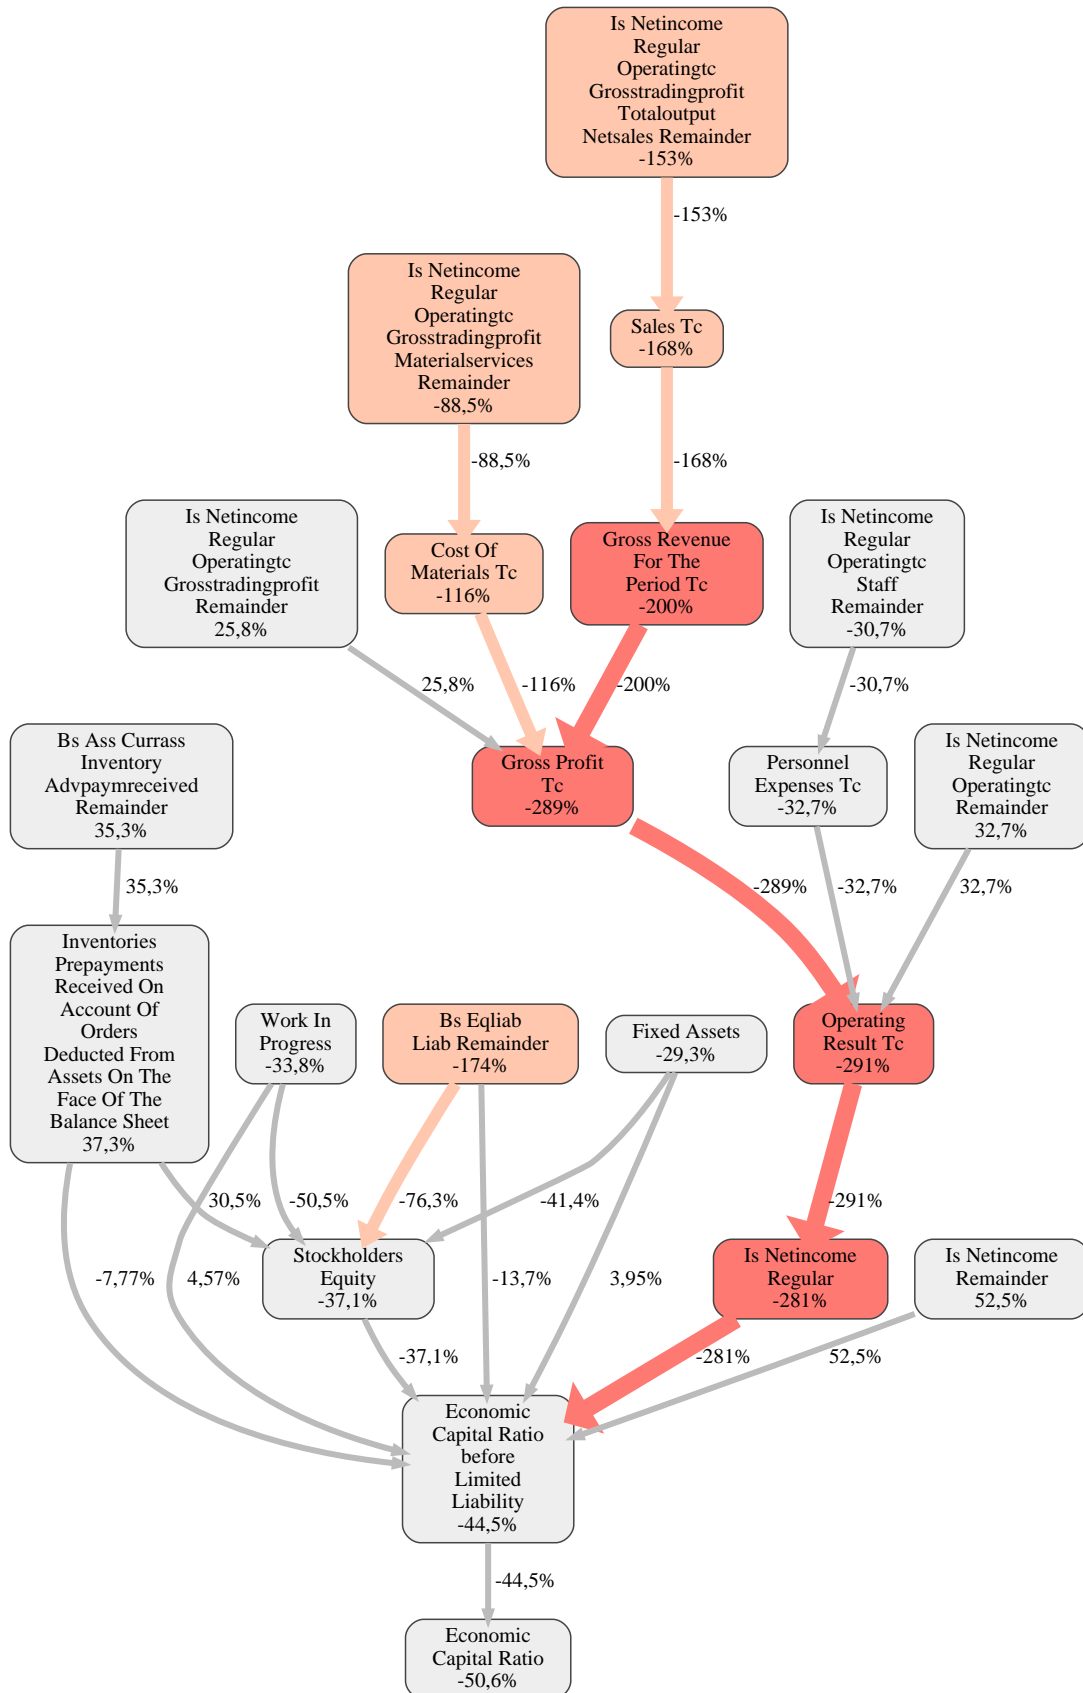 Is Netincome
Regular
Operatingtc
Grosstradingprofit
Totaloutput
Netsales Remainder
-153%
-153%
Is Netincome
Regular
Operatingtc
Grosstradingprofit
Materialservices
Remainder
-88,5%
Sales Tc
-168%
-88,5%
-168%
Is Netincome
Regular
Operatingtc
Grosstradingprofit
Remainder
25,8%
Cost Of
Materials Tc
-116%
Gross Revenue
For The
Period Tc
-200%
Is Netincome
Regular
Operatingtc
Staff
Remainder
-30,7%
25,8%
-116%
-200%
-30,7%
Bs Ass Currass
Inventory
Advpaymreceived
Remainder
35,3%
Gross Profit
Tc
-289%
Personnel
Expenses Tc
-32,7%
Is Netincome
Regular
Operatingtc
Remainder
32,7%
35,3%
-289%
-32,7%
32,7%
Inventories
Prepayments
Received On
Account Of
Orders
Deducted From
Assets On The
Face Of The
Balance Sheet
37,3%
Work In
Progress
-33,8%
Bs Eqliab
Liab Remainder
-174%
Fixed Assets
-29,3%
Operating
Result Tc
-291%
30,5%
-50,5%
-76,3%
-41,4%
-291%
-7,77%
4,57%
Stockholders
Equity
-37,1%
-13,7%
3,95%
Is Netincome
Regular
-281%
Is Netincome
Remainder
52,5%
-37,1%
-281%
52,5%
Economic
Capital Ratio
before
Limited
Liability
-44,5%
-44,5%
Economic
Capital Ratio
-50,6%